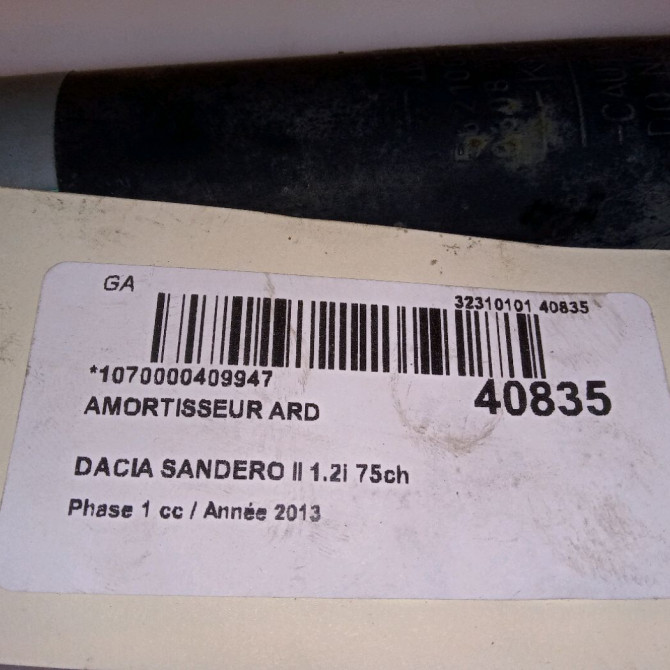 GA
32310101 40835
*1070000409947
40835
AMORTISSEUR ARD
DACIA SANDERO II 1.2i 75ch
Phase 1 cc / Année 2013